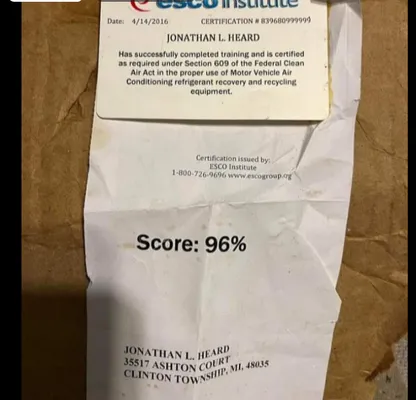 esco institute
Date: 4/14/2016 CERTIFICATION # 839680999999
JONATHAN L. HEARD
Has successfully completed training and is certified
as required under Section 609 of the Federal Clean
Air Act in the proper use of Motor Vehicle Air
Conditioning refrigerant recovery and recycling
equipment.
Certification issued by:
ESCO Institute
1-800-726-9696 www.escogroup.org
Score: 96%
JONATHAN L. HEARD
35517 ASHTON COURT
CLINTON TOWNSHIP, MI, 48035